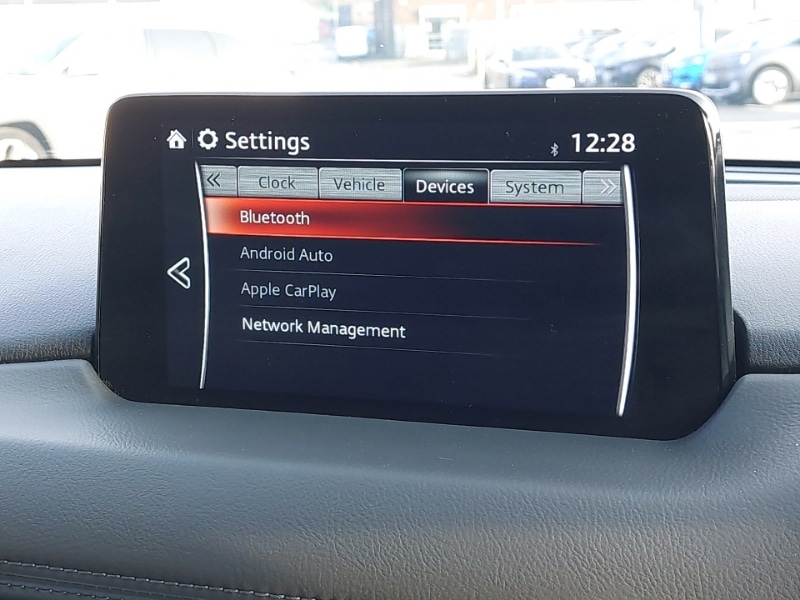 Settings 12:28
« Clock Vehicle Devices System »
Bluetooth
Android Auto
Apple CarPlay
Network Management